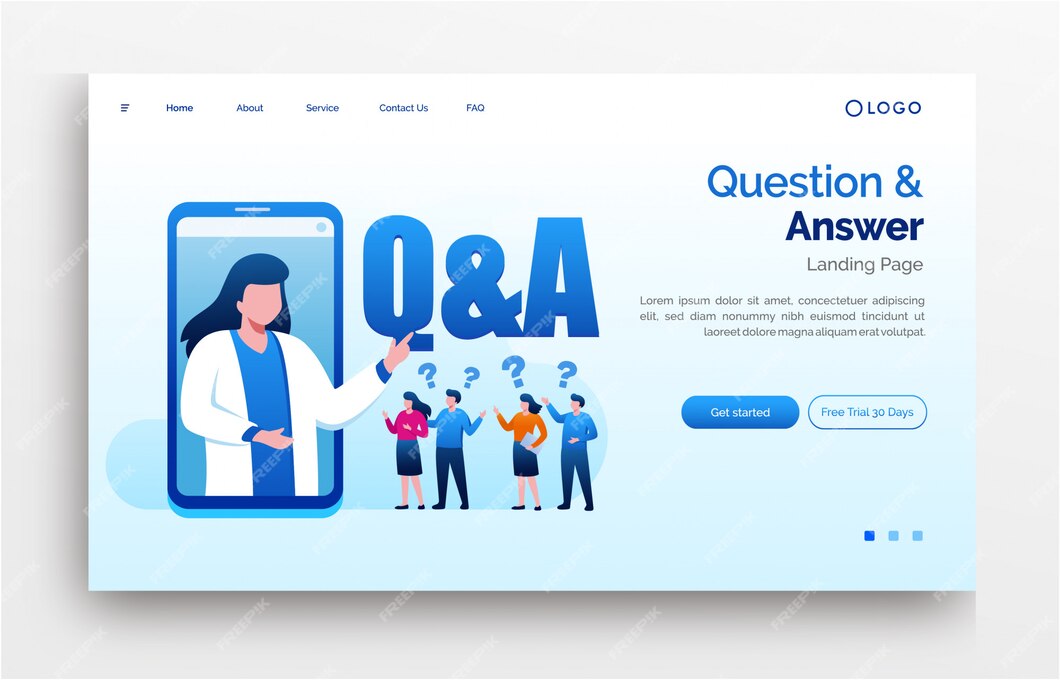 Home About Service Contact Us FAQ
LOGO
Question &
Answer
Landing Page
Lorem ipsum dolor sit amet, consectetuer adipiscing
elit, sed diam nonummy nibh euismod tincidunt ut
laoreet dolore magna aliquam erat volutpat.
Q&A
? ? ? ?
Get started
Free Trial 30 Days
FREEPIK